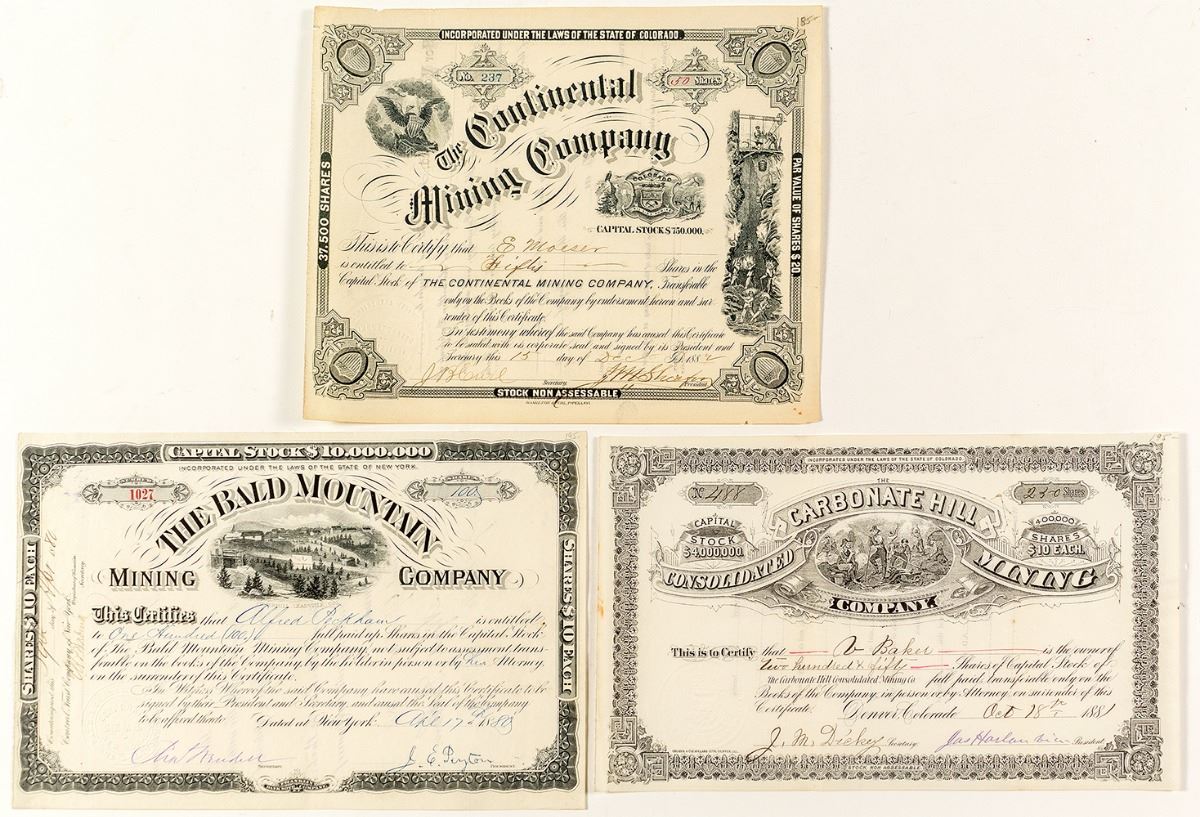 185-
INCORPORATED UNDER THE LAWS OF THE STATE OF COLORADO.
No. 237
50 Shares
The Continental
Mining Company
COLORADO
CAPITAL STOCK $750.000.
37.500 SHARES
PAR VALUE OF SHARES $20
This is to Certify that E Moeser
is entitled to Fiftis Shares in the
Capital Stock of THE CONTINENTAL MINING COMPANY, Transferable
only on the Books of the Company by endorsement hereon and sur-
render of this Certificate.
In testimony whereof the said Company has caused this Certificate
to be sealed with its corporate seal and signed by its President and
Secretary this 15 day of Dec 1882
Secretary
President
STOCK NON ASSESSABLE
CAPITAL STOCK $10.000.000
INCORPORATED UNDER THE LAWS OF THE STATE OF NEW YORK.
1027
100
THE BALD MOUNTAIN
MINING COMPANY
SHARES $10 EACH
SHARES $10 EACH
This Certifies that Alfred Peckham is entitled
to One Hundred (100) full paid up Shares in the Capital Stock
of The Bald Mountain Mining Company not subject to assessment trans-
ferable on the books of the Company by the holder in person or by his Attorney,
on the surrender of this Certificate.
In Witness Whereof the said Company have caused this Certificate to be
signed by their President and Secretary and caused the Seal of the Company
to be affixed thereto. Dated at New York Apl 17 1880
J. E. Peyton
PRESIDENT
INCORPORATED UNDER THE LAWS OF THE STATE OF COLORADO.
No 488
250 Shares
THE
CARBONATE HILL
CONSOLIDATED MINING
COMPANY.
CAPITAL
STOCK
$4,000,000.
400,000
SHARES
$10 EACH.
This is to Certify that V Baker is the owner of
two hundred & fifty Shares of Capital Stock of
The Carbonate Hill Consolidated Mining Co full paid, transferable only on the
Books of the Company, in person or by Attorney, on surrender of this
Certificate. Denver, Colorado Oct 18th 1881
J. M. Dickey Secretary
President
STOCK NON ASSESSABLE